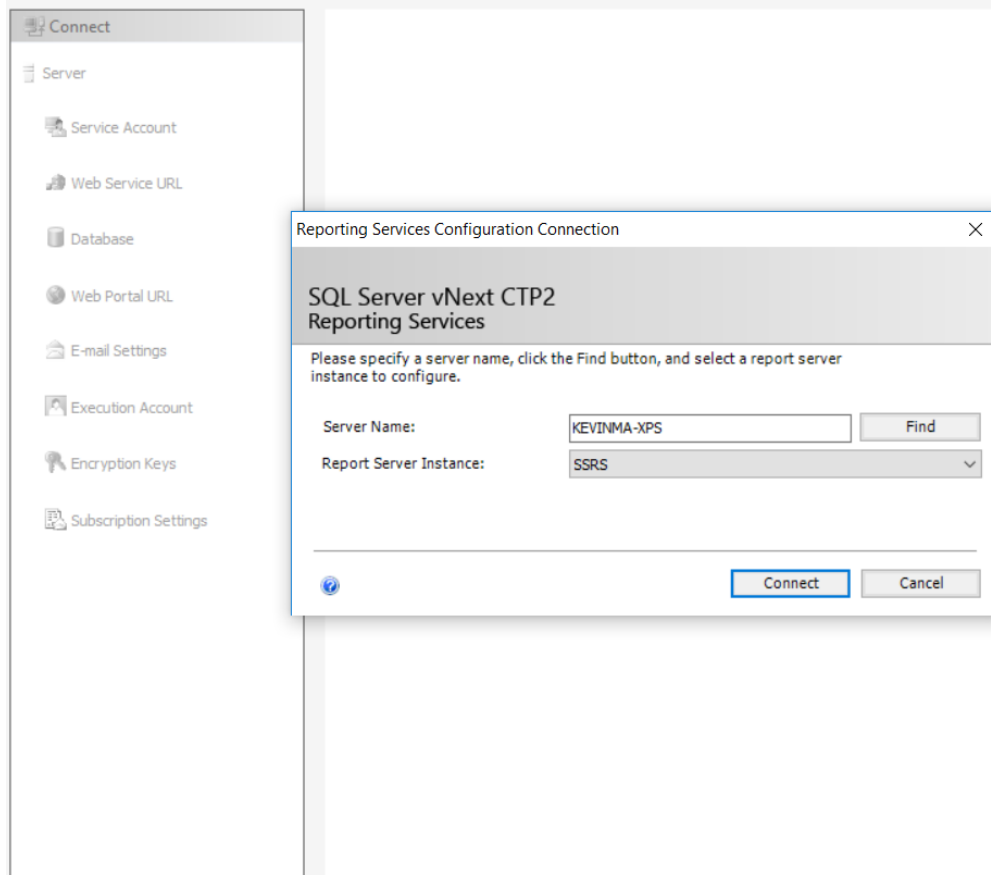 Connect
Server
Service Account
Web Service URL
Database
Web Portal URL
E-mail Settings
Execution Account
Encryption Keys
Subscription Settings
Reporting Services Configuration Connection
SQL Server vNext CTP2
Reporting Services
Please specify a server name, click the Find button, and select a report server
instance to configure.
Server Name: KEVINMA-XPS Find
Report Server Instance: SSRS
Connect Cancel